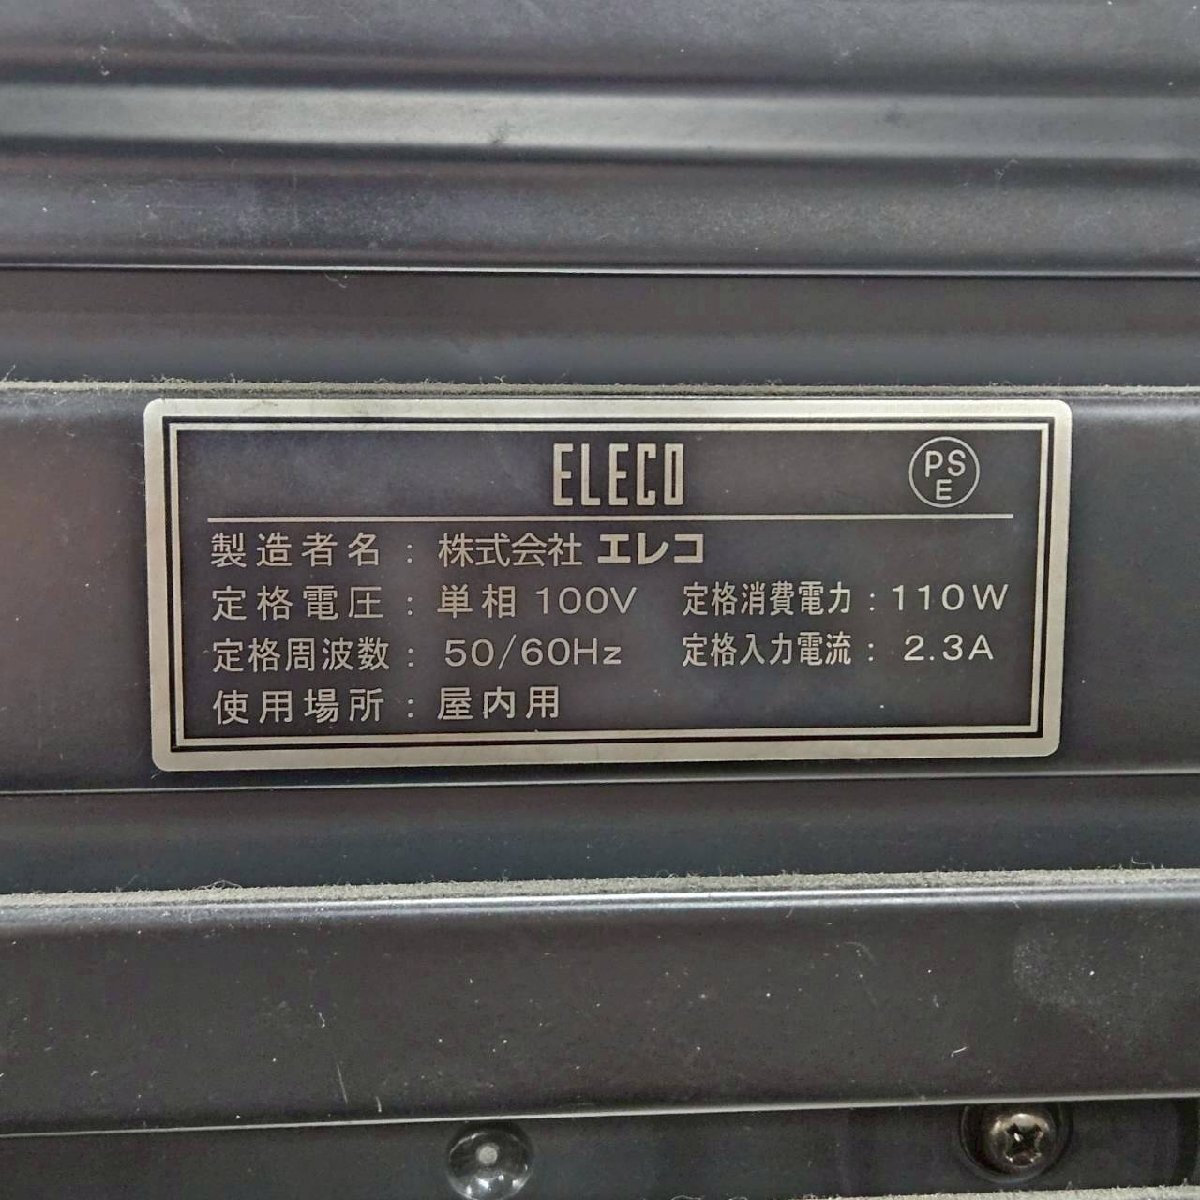 ELECO
PS
E
製造者名 : 株式会社 エレコ
定格電圧 : 単相 100V 定格消費電力 : 110W
定格周波数 : 50/60Hz 定格入力電流 : 2.3A
使用場所 : 屋内用